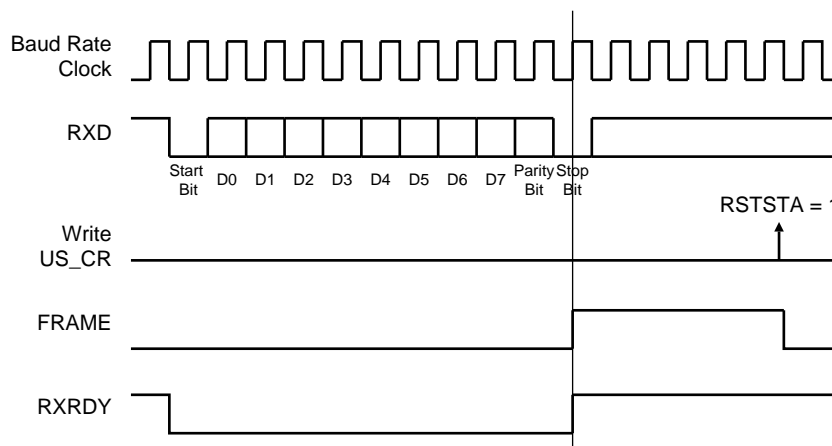 Baud Rate
Clock
RXD
Start
Bit
D0
D1
D2
D3
D4
D5
D6
D7
Parity
Bit
Stop
Bit
RSTSTA = 1
Write
US_CR
FRAME
RXRDY